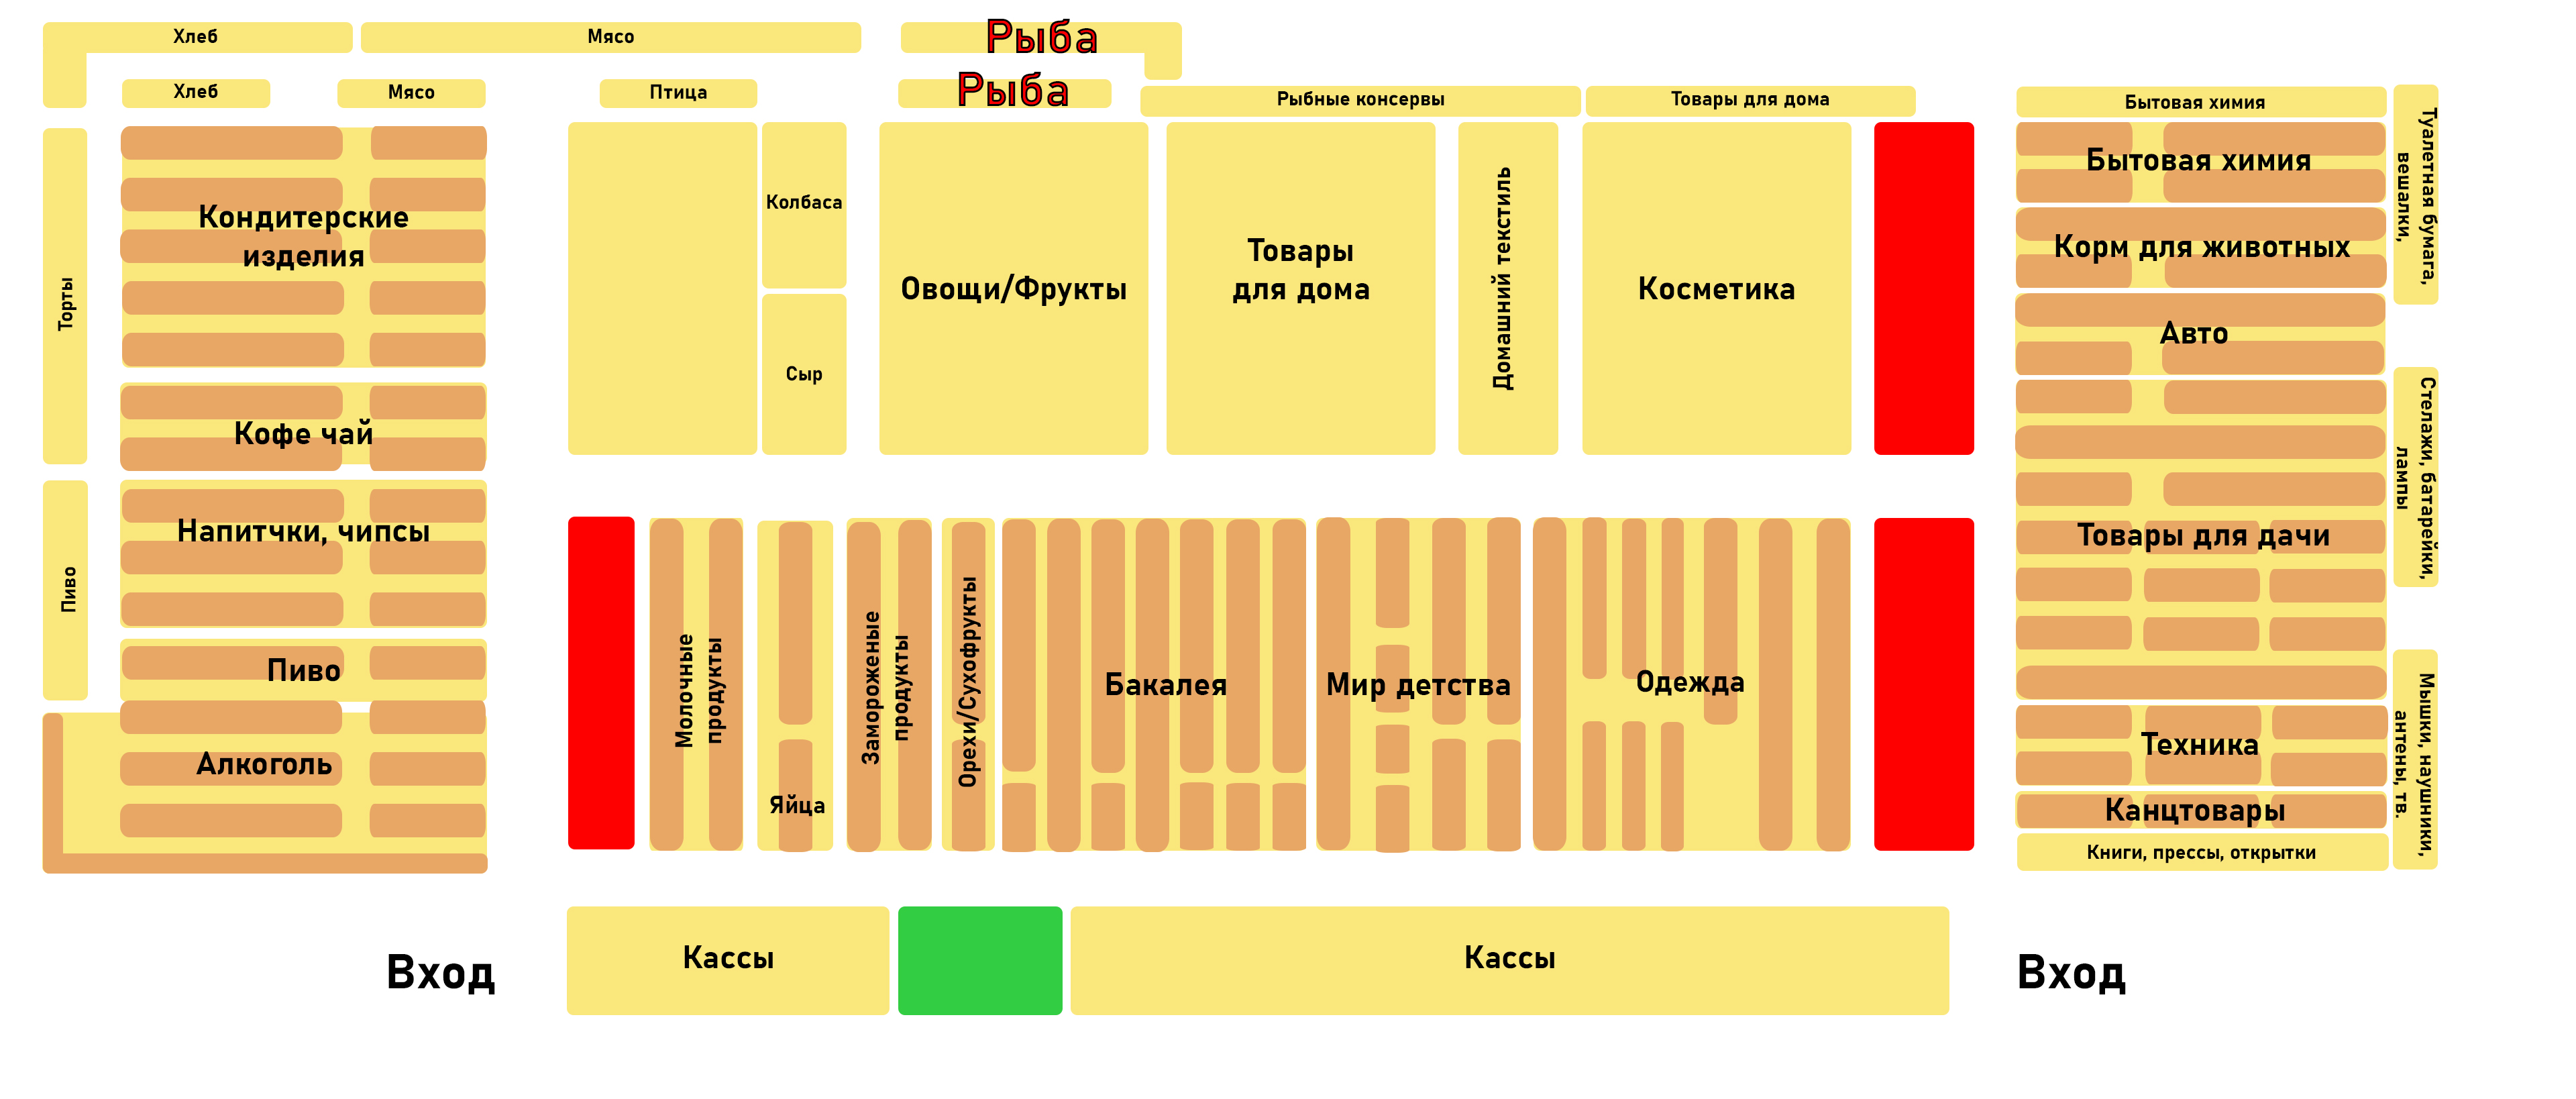 Хлеб
Мясо
Рыба
Хлеб
Мясо
Птица
Рыба
Рыбные консервы
Товары для дома
Бытовая химия
Туалетная бумага,
вешалки,
Торты
Кондитерские
изделия
Колбаса
Сыр
Овощи/Фрукты
Товары
для дома
Домашний текстиль
Косметика
Бытовая химия
Корм для животных
Авто
Кофе чай
Стелажи, батарейки,
лампы
Пиво
Напитчки, чипсы
Пиво
Алкоголь
Молочные
продукты
Яйца
Замороженые
продукты
Орехи/Сухофрукты
Бакалея
Мир детства
Одежда
Товары для дачи
Техника
Канцтовары
Книги, прессы, открытки
Мышки, наушники,
антены, тв.
Вход
Кассы
Кассы
Вход